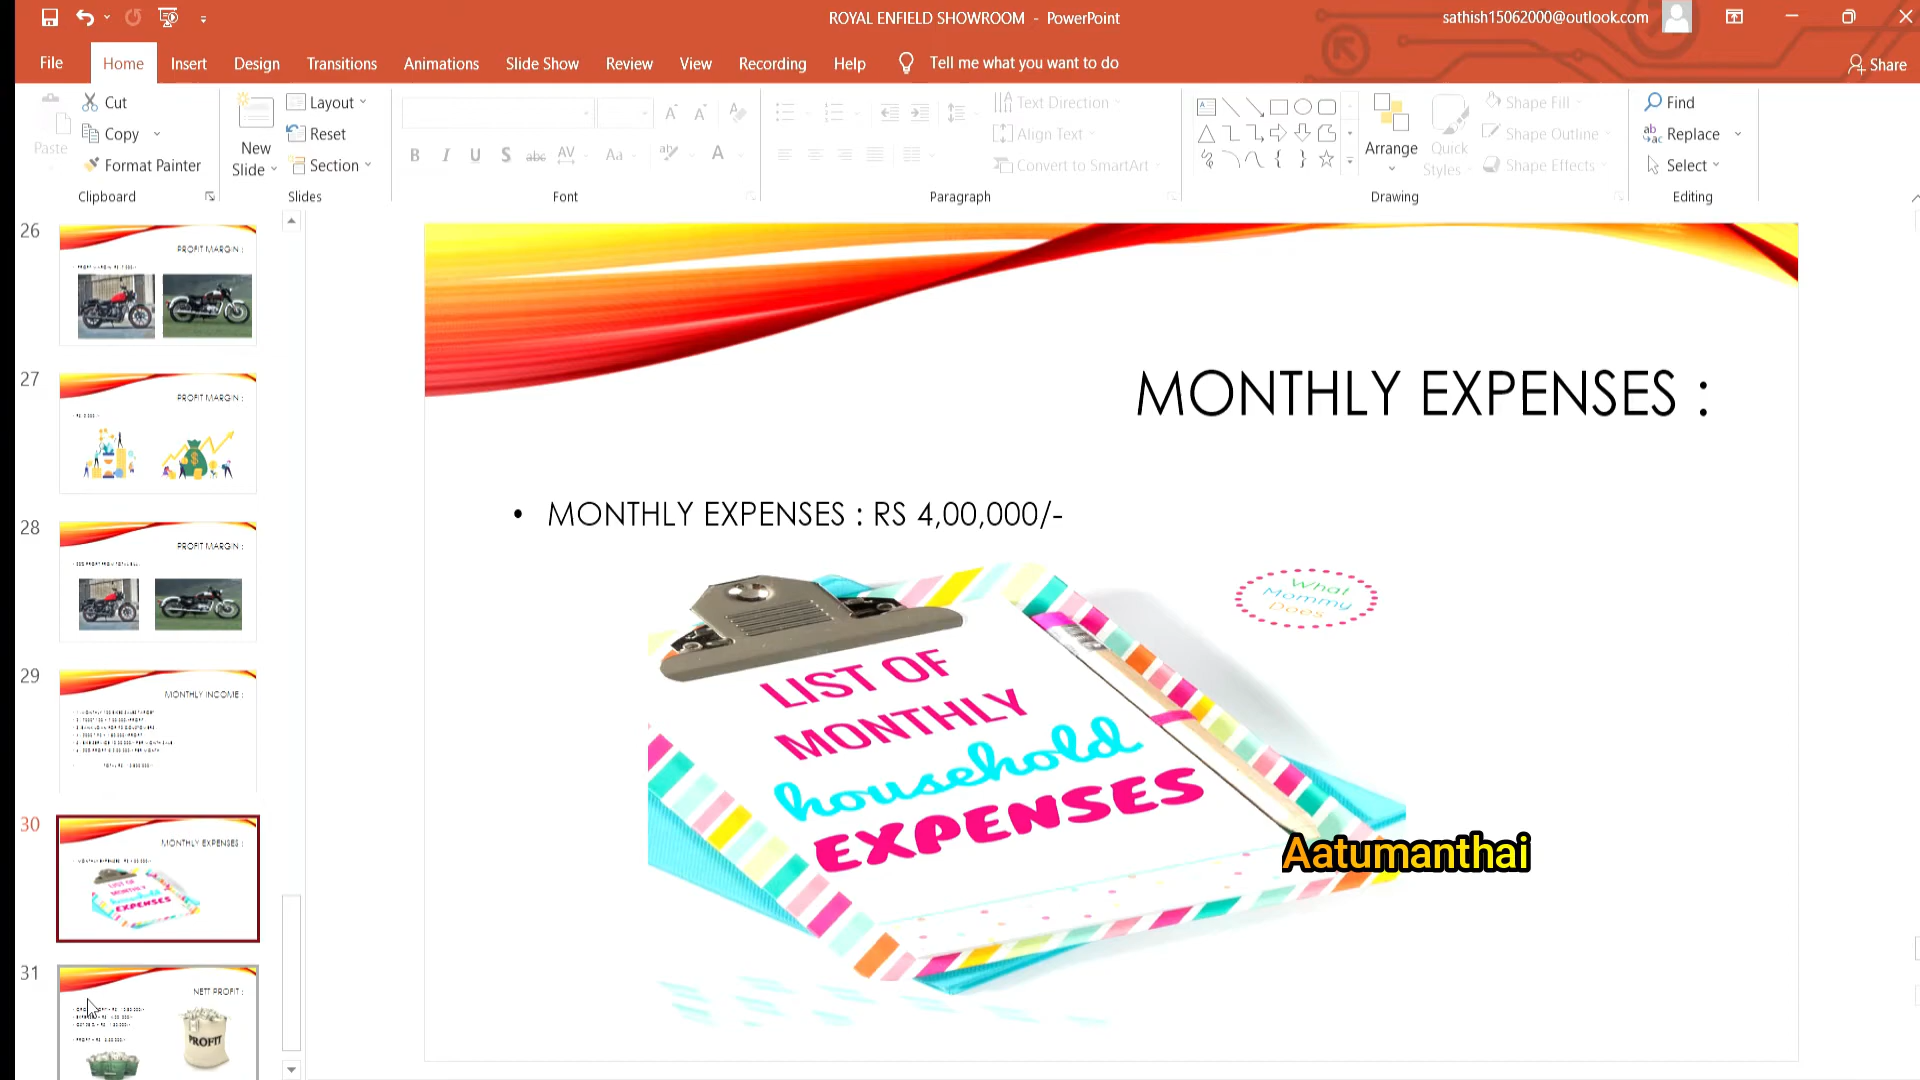 ROYAL ENFIELD SHOWROOM - PowerPoint
sathish15062000@outlook.com
File
Home
Insert
Design
Transitions
Animations
Slide Show
Review
View
Recording
Help
Tell me what you want to do
Share
Paste
Cut
Copy
Format Painter
Clipboard
New
Slide
Layout
Reset
Section
Slides
Font
Text Direction
Align Text
Convert to SmartArt
Paragraph
Arrange
Quick
Styles
Shape Fill
Shape Outline
Shape Effects
Drawing
Find
Replace
Select
Editing
26
PROFIT MARGIN :
27
PROFIT MARGIN :
28
PROFIT MARGIN :
29
MONTHLY INCOME :
30
MONTHLY EXPENSES :
LIST OF
MONTHLY
household
EXPENSES
31
NETT PROFIT :
PROFIT
MONTHLY EXPENSES :
• MONTHLY EXPENSES : RS 4,00,000/-
What
Mommy
Does
LIST OF
MONTHLY
household
EXPENSES
Aatumanthai